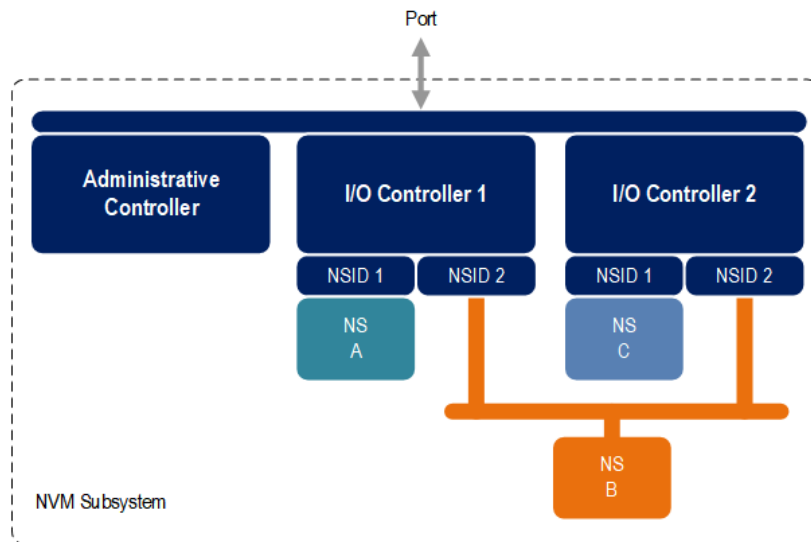 Port
Administrative
Controller
I/O Controller 1
I/O Controller 2
NSID 1
NSID 2
NSID 1
NSID 2
NS
A
NS
C
NS
B
NVM Subsystem